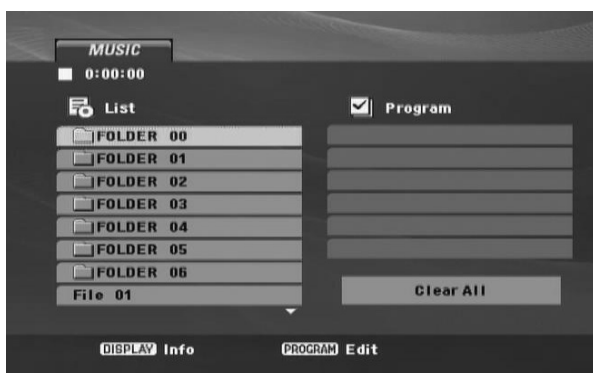 MUSIC
0:00:00
List
FOLDER 00
FOLDER 01
FOLDER 02
FOLDER 03
FOLDER 04
FOLDER 05
FOLDER 06
File 01
Program
Clear All
DISPLAY Info PROGRAM Edit